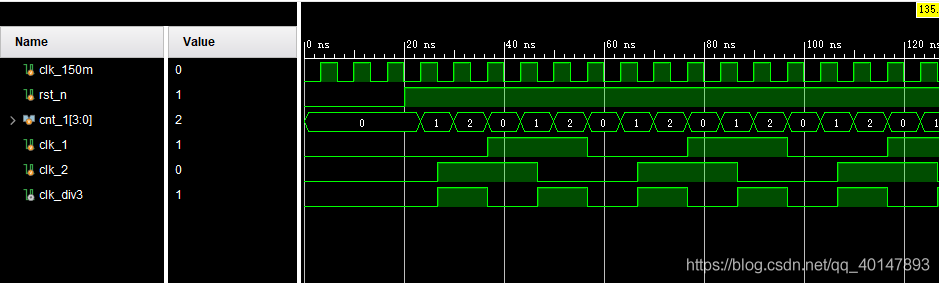 135.
Name Value
0 ns 20 ns 40 ns 60 ns 80 ns 100 ns 120 ns
clk_150m 0
rst_n 1
cnt_1[3:0] 2 0 1 2 0 1 2 0 1 2 0 1 2 0 1 2 0 1
clk_1 1
clk_2 0
clk_div3 1
https://blog.csdn.net/qq_40147893